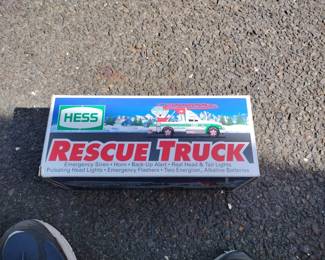 HESS
RESCUE TRUCK
Emergency Siren • Horn • Back-Up Alert • Real Head & Tail Lights
Pulsating Head Lights • Emergency Flashers • Two Energizer® Alkaline Batteries